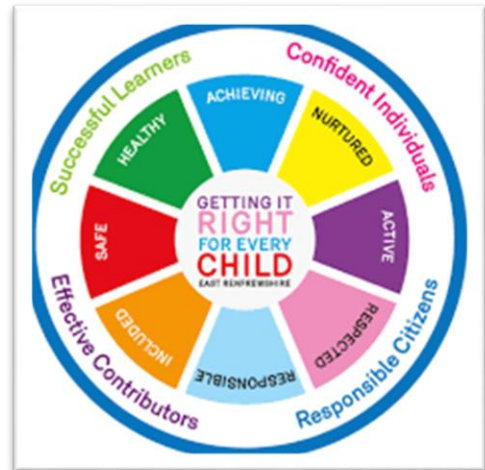 Successful Learners
Confident Individuals
ACHIEVING
NURTURED
ACTIVE
RESPECTED
RESPONSIBLE
INCLUDED
SAFE
HEALTHY
GETTING IT
RIGHT
FOR EVERY
CHILD
EAST RENFREWSHIRE
Effective Contributors
Responsible Citizens